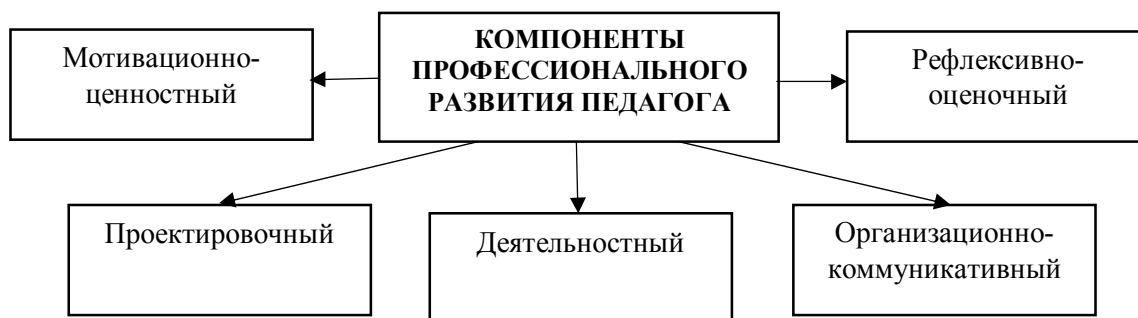 КОМПОНЕНТЫ
ПРОФЕССИОНАЛЬНОГО
РАЗВИТИЯ ПЕДАГОГА
Мотивационно-
ценностный
Рефлексивно-
оценочный
Проектировочный
Деятельностный
Организационно-
коммуникативный